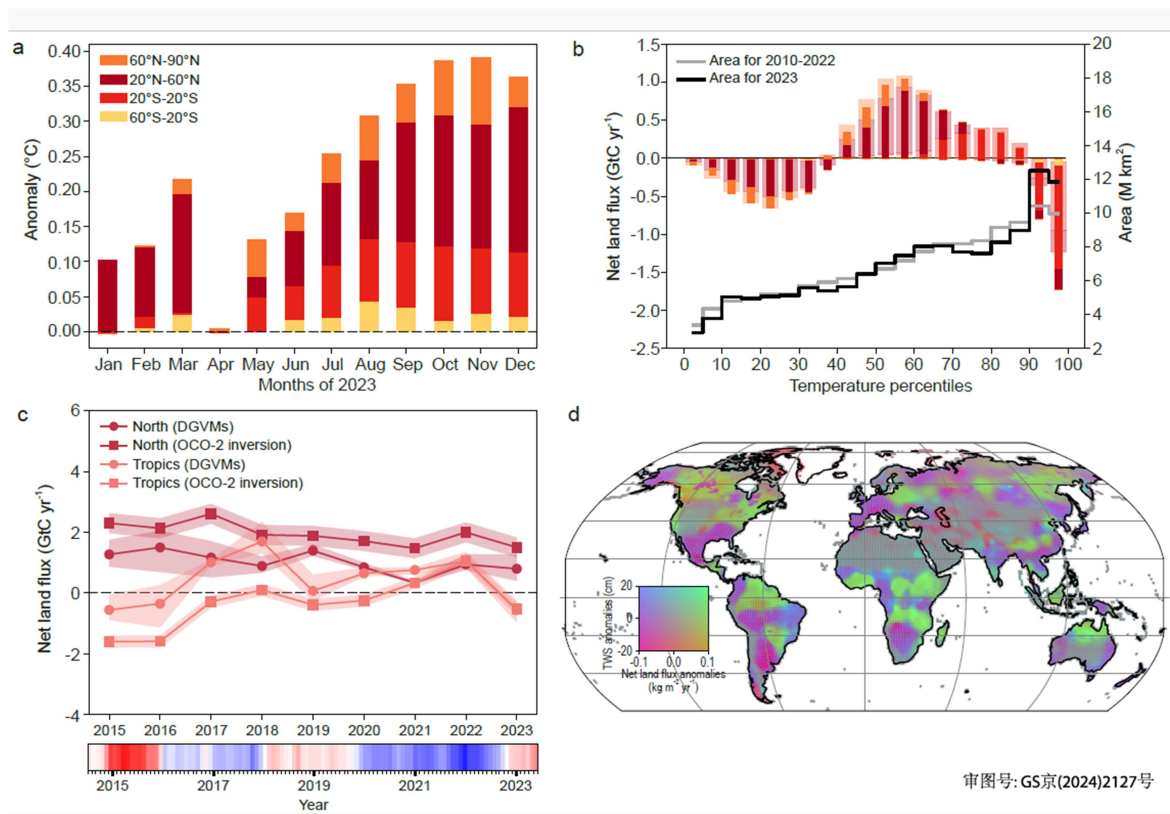 a
0.40
0.35
0.30
0.25
0.20
0.15
0.10
0.05
0.00
Anomaly (°C)
60°N-90°N
20°N-60°N
20°S-20°S
60°S-20°S
Jan Feb Mar Apr May Jun Jul Aug Sep Oct Nov Dec
Months of 2023
b
1.5
1.0
0.5
0.0
-0.5
-1.0
-1.5
-2.0
-2.5
Net land flux (GtC yr⁻¹)
Area for 2010-2022
Area for 2023
20
18
16
14
12
10
8
6
4
2
Area (M km²)
0 10 20 30 40 50 60 70 80 90 100
Temperature percentiles
c
6
4
2
0
-2
-4
Net land flux (GtC yr⁻¹)
North (DGVMs)
North (OCO-2 inversion)
Tropics (DGVMs)
Tropics (OCO-2 inversion)
2015 2016 2017 2018 2019 2020 2021 2022 2023
2015 2017 2019 2021 2023
Year
d
TWS anomalies (cm)
20
0
-20
-0.1 0.0 0.1
Net land flux anomalies
(kg m⁻² yr⁻¹)
审图号: GS京(2024)2127号